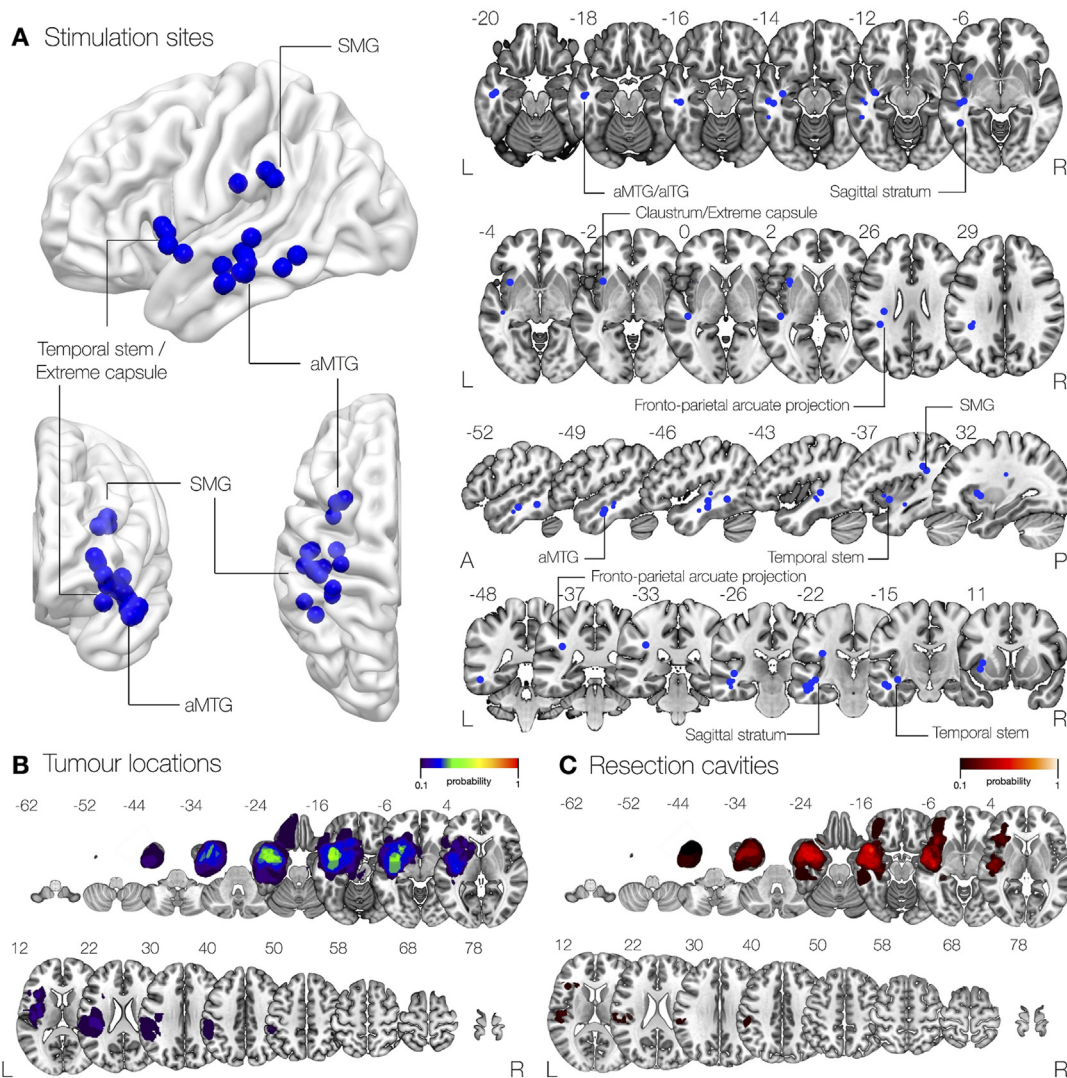 A Stimulation sites
SMG
Temporal stem /
Extreme capsule
aMTG
SMG
aMTG
-20 -18 -16 -14 -12 -6
L R
aMTG/aITG Sagittal stratum
Claustrum/Extreme capsule
-4 -2 0 2 26 29
L R
Fronto-parietal arcuate projection
SMG
-52 -49 -46 -43 -37 32
aMTG Temporal stem
A P
Fronto-parietal arcuate projection
-48 -37 -33 -26 -22 -15 11
L R
Sagittal stratum Temporal stem
B Tumour locations
0.1 probability 1
-62 -52 -44 -34 -24 -16 -6 4
12 22 30 40 50 58 68 78
L R
C Resection cavities
0.1 probability 1
-62 -52 -44 -34 -24 -16 -6 4
12 22 30 40 50 58 68 78
L R